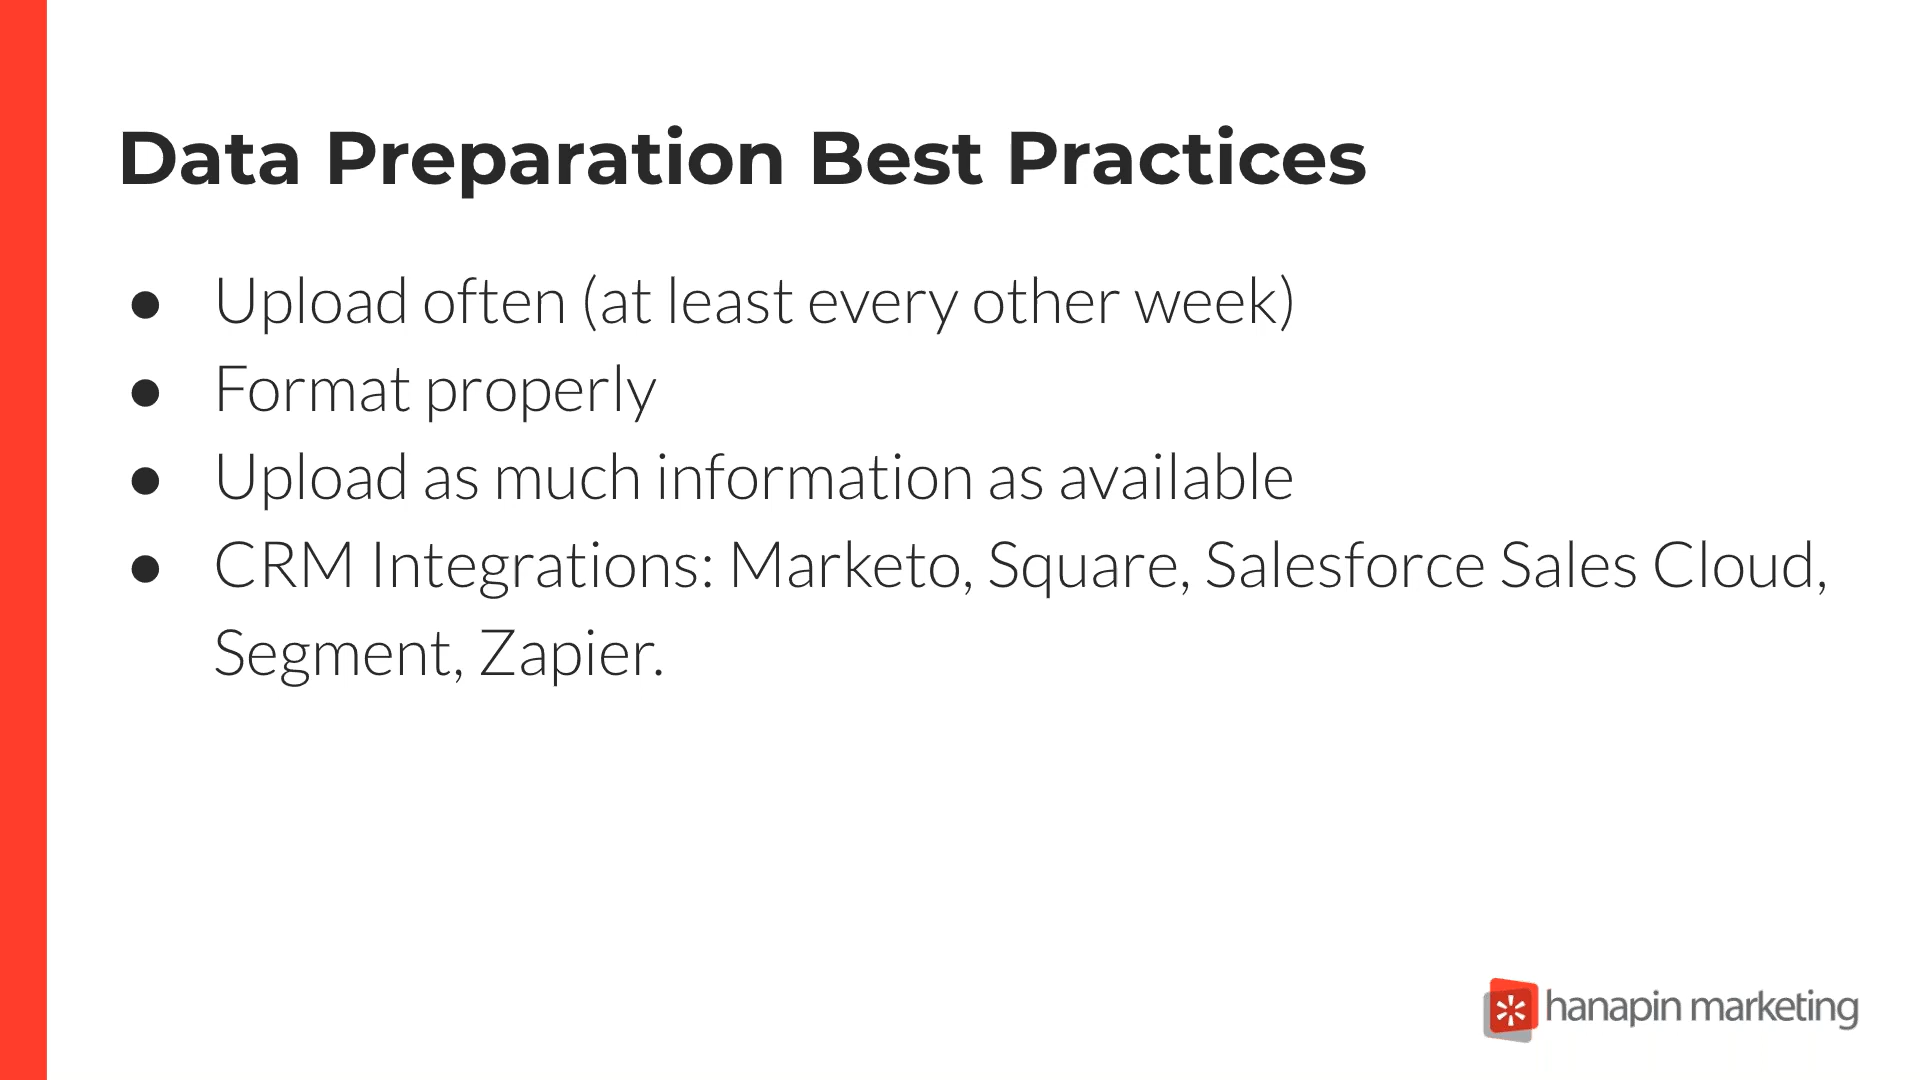 Data Preparation Best Practices
● Upload often (at least every other week)
● Format properly
● Upload as much information as available
● CRM Integrations: Marketo, Square, Salesforce Sales Cloud,
Segment, Zapier.
hanapin marketing